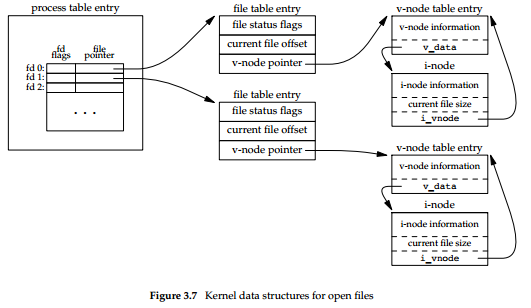 process table entry
fd flags
file pointer
fd 0:
fd 1:
fd 2:
. . .
file table entry
file status flags
current file offset
v-node pointer
file table entry
file status flags
current file offset
v-node pointer
v-node table entry
v-node information
v_data
i-node
i-node information
current file size
i_vnode
v-node table entry
v-node information
v_data
i-node
i-node information
current file size
i_vnode
Figure 3.7 Kernel data structures for open files